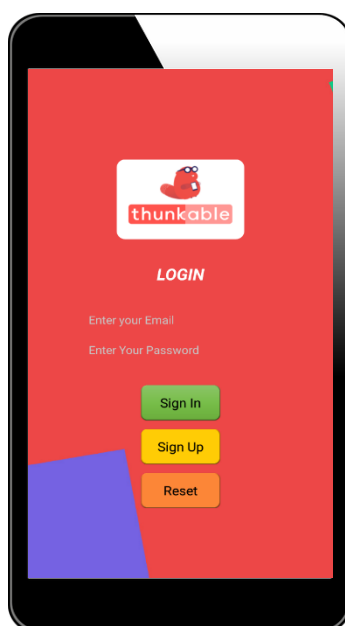 thunkable
LOGIN
Enter your Email
Enter Your Password
Sign In
Sign Up
Reset